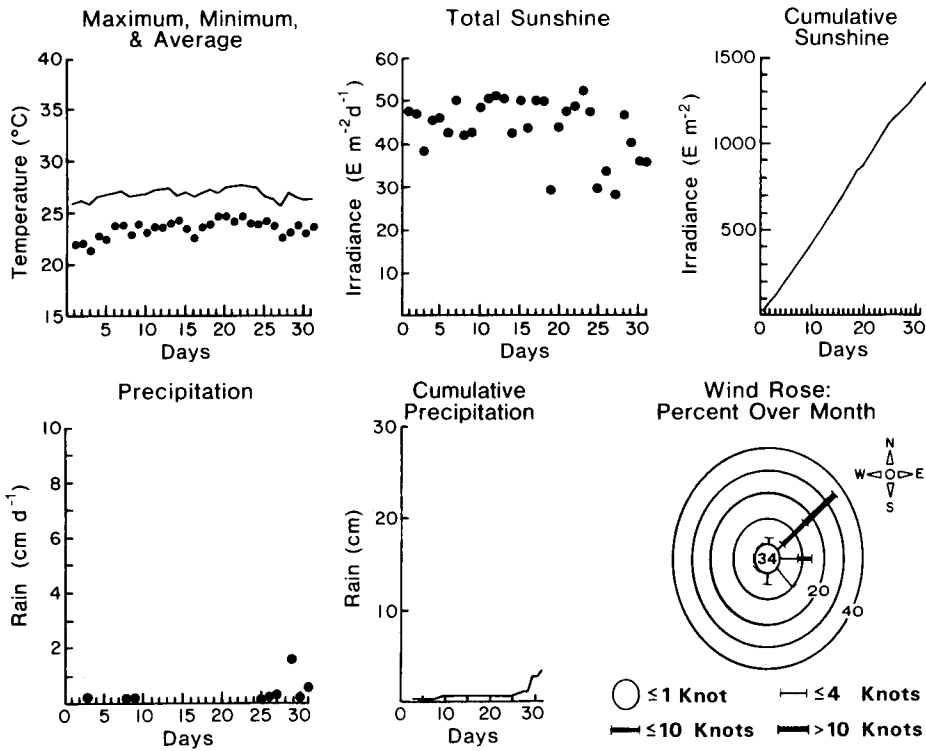 Maximum, Minimum,
& Average
40
35
30
25
20
15
Temperature (°C)
0 5 10 15 20 25 30
Days
Total Sunshine
60
50
40
30
20
10
Irradiance (E m⁻² d⁻¹)
0 5 10 15 20 25 30
Days
Cumulative
Sunshine
1500
1000
500
Irradiance (E m⁻²)
0 10 20 30
Days
Precipitation
10
8
6
4
2
Rain (cm d⁻¹)
0 5 10 15 20 25 30
Days
Cumulative
Precipitation
30
20
10
Rain (cm)
0 10 20 30
Days
Wind Rose:
Percent Over Month
N
W E
S
34
20
40
≤1 Knot ≤4 Knots
≤10 Knots >10 Knots